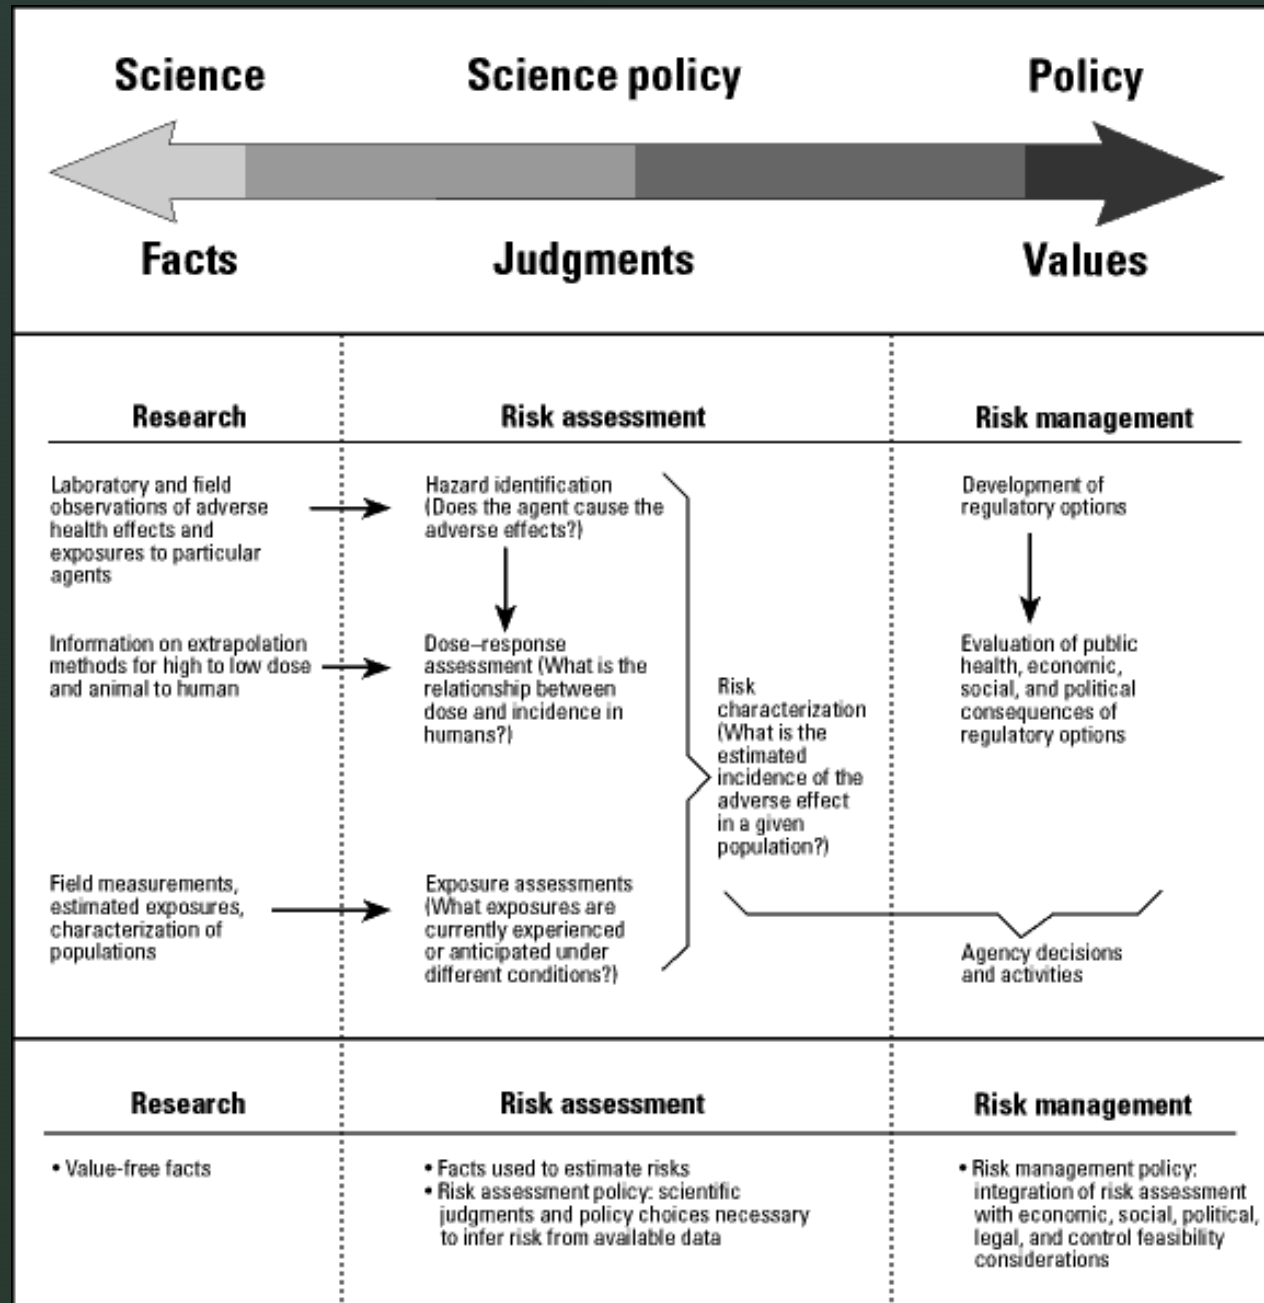 Science
Science policy
Policy
Facts
Judgments
Values
Research
Laboratory and field
observations of adverse
health effects and
exposures to particular
agents
Information on extrapolation
methods for high to low dose
and animal to human
Field measurements,
estimated exposures,
characterization of
populations
Risk assessment
Hazard identification
(Does the agent cause the
adverse effects?)
Dose–response
assessment (What is the
relationship between
dose and incidence in
humans?)
Exposure assessments
(What exposures are
currently experienced
or anticipated under
different conditions?)
Risk
characterization
(What is the
estimated
incidence of the
adverse effect
in a given
population?)
Risk management
Development of
regulatory options
Evaluation of public
health, economic,
social, and political
consequences of
regulatory options
Agency decisions
and activities
Research
• Value-free facts
Risk assessment
• Facts used to estimate risks
• Risk assessment policy: scientific
judgments and policy choices necessary
to infer risk from available data
Risk management
• Risk management policy:
integration of risk assessment
with economic, social, political,
legal, and control feasibility
considerations